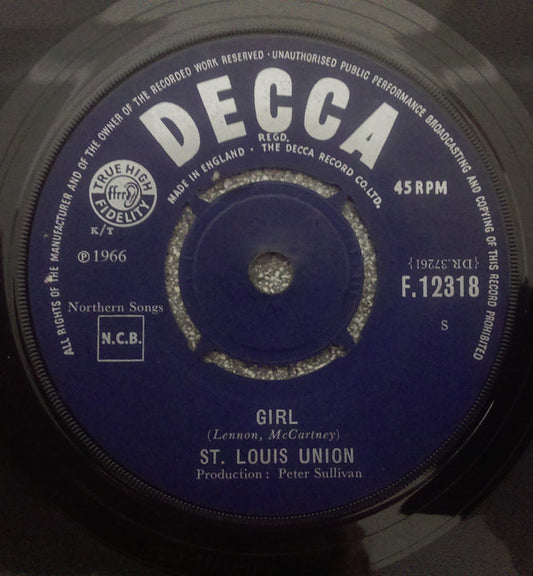 ALL RIGHTS OF THE MANUFACTURER AND OF THE OWNER OF THE RECORDED WORK RESERVED · UNAUTHORISED PUBLIC PERFORMANCE BROADCASTING AND COPYING OF THIS RECORD PROHIBITED
DECCA
REGD.
MADE IN ENGLAND · THE DECCA RECORD CO. LTD.
TRUE HIGH
ffrr
FIDELITY
K/T
45 RPM
℗ 1966
{DR.37261}
F.12318
Northern Songs
N.C.B.
S
GIRL
(Lennon, McCartney)
ST. LOUIS UNION
Production : Peter Sullivan